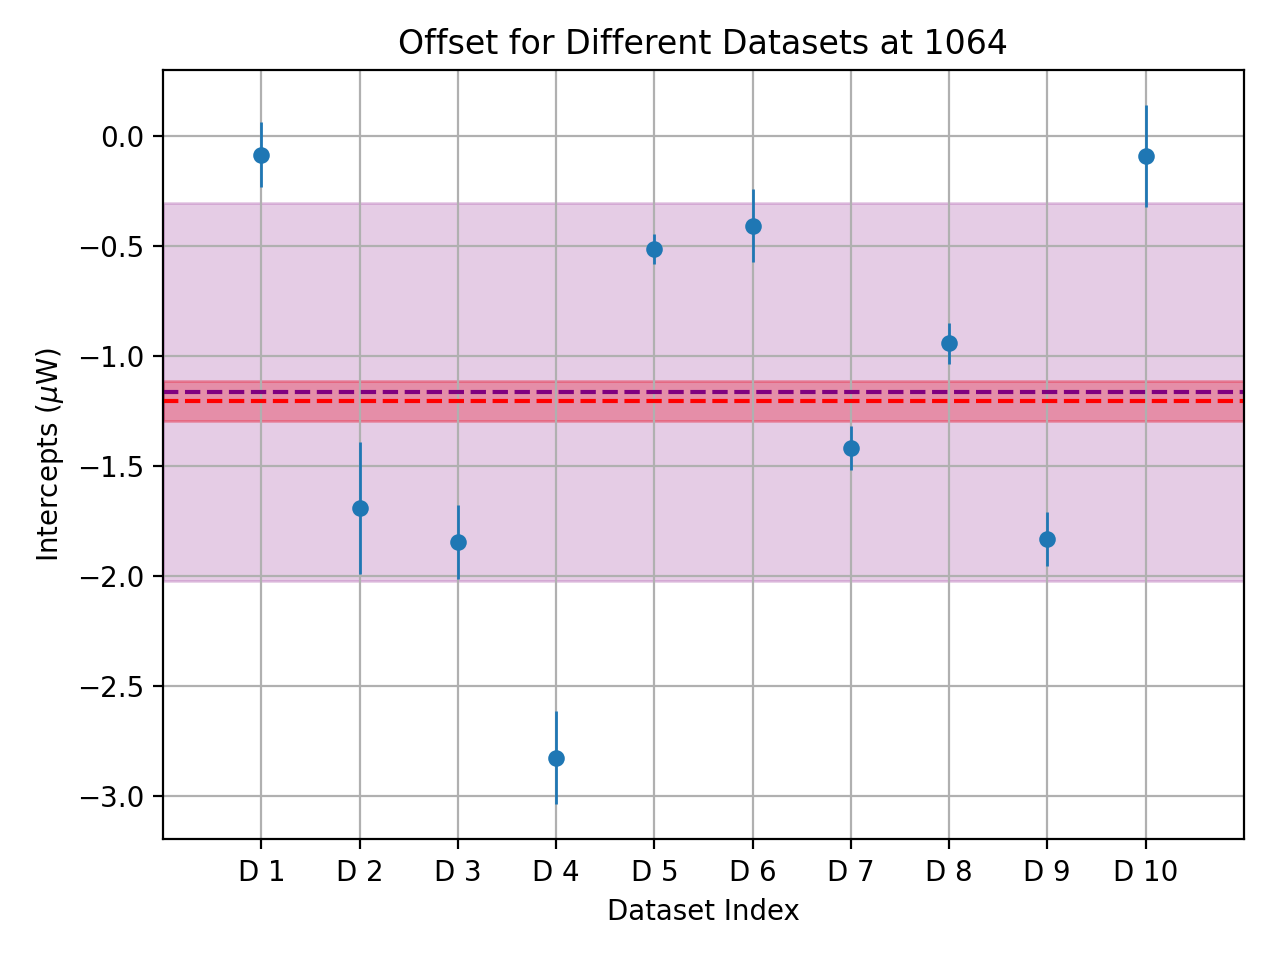 Offset for Different Datasets at 1064
Intercepts (μW)
0.0
−0.5
−1.0
−1.5
−2.0
−2.5
−3.0
D 1 D 2 D 3 D 4 D 5 D 6 D 7 D 8 D 9 D 10
Dataset Index